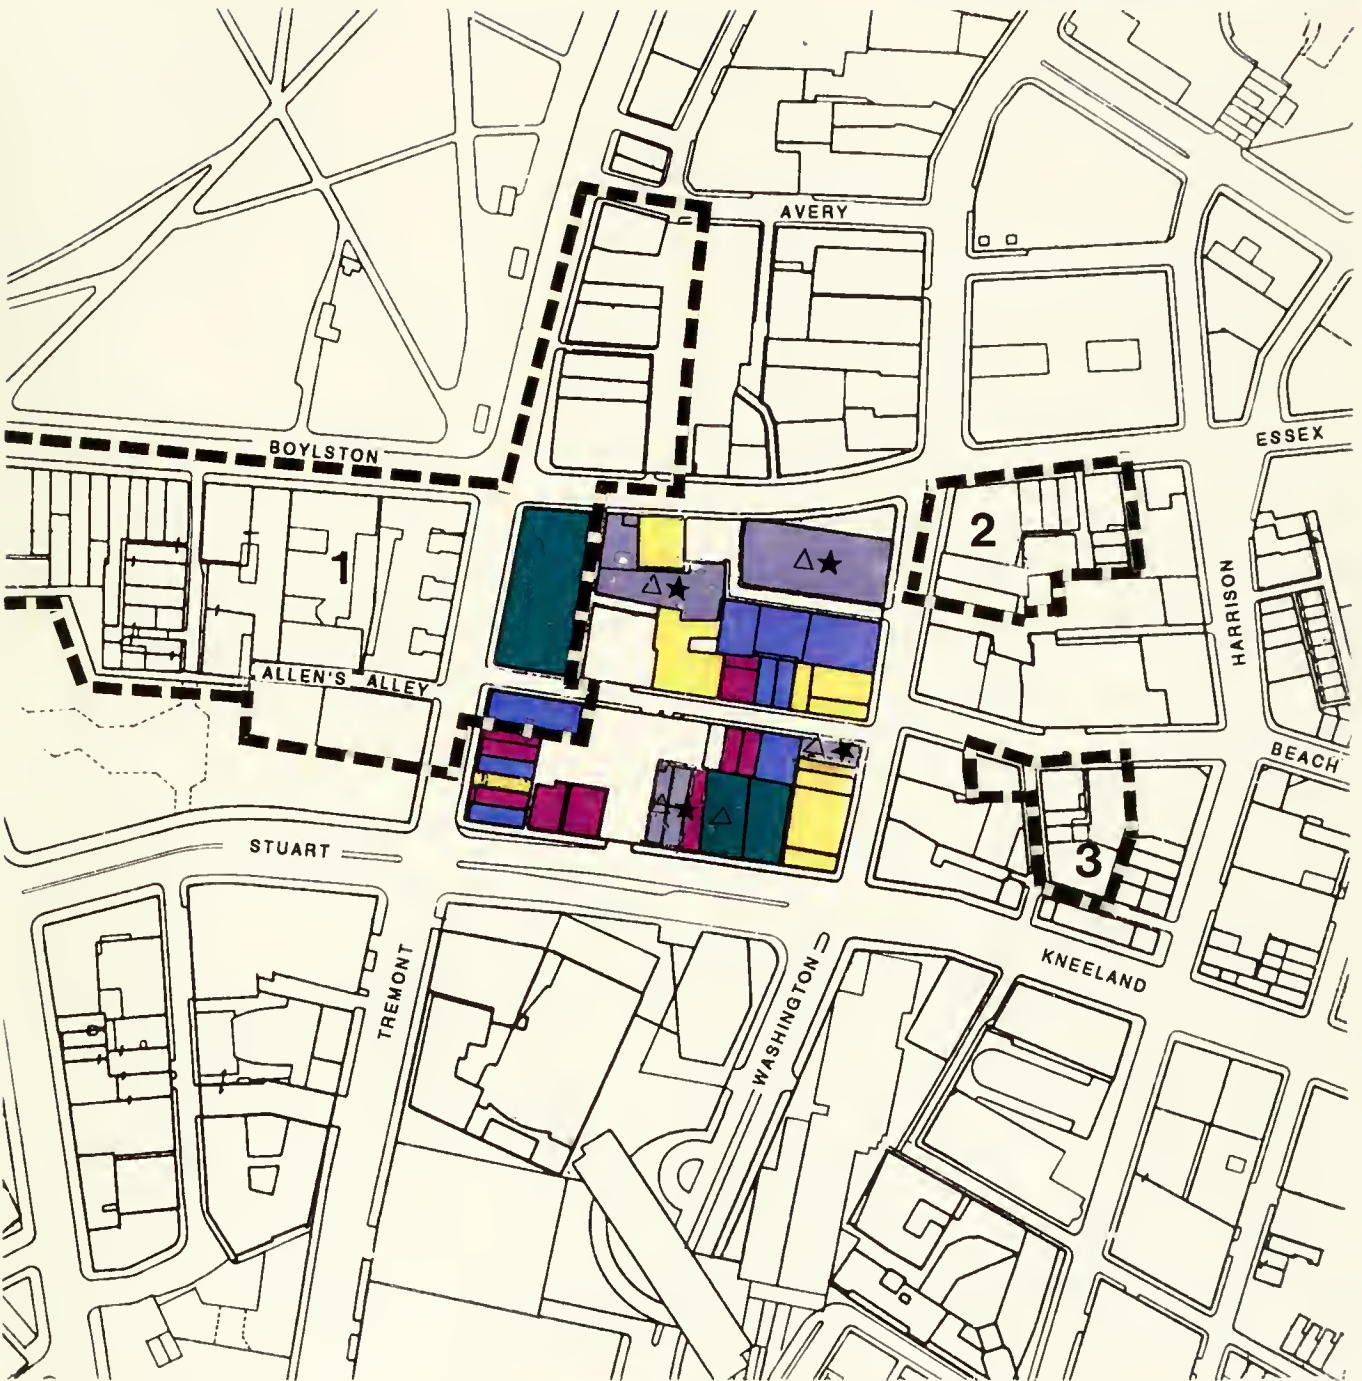 AVERY
BOYLSTON
ESSEX
1
2
HARRISON
ALLEN'S ALLEY
BEACH
STUART
3
TREMONT
WASHINGTON
KNEELAND